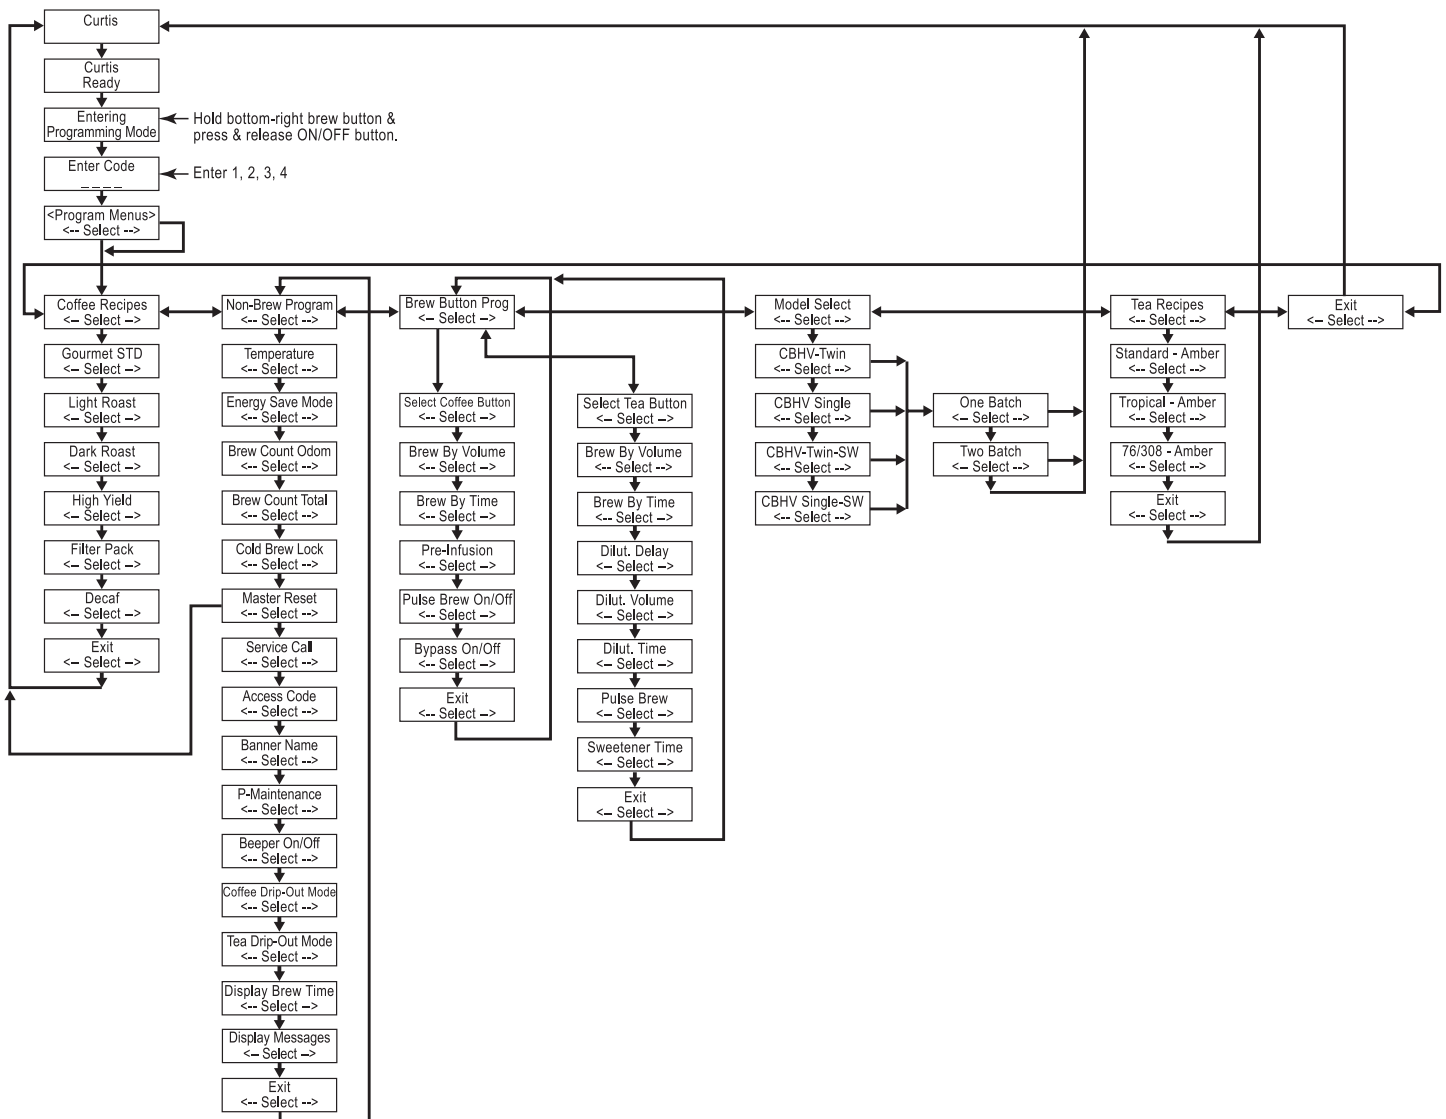 Curtis
Curtis
Ready
Entering
Programming Mode
Hold bottom-right brew button &
press & release ON/OFF button.
Enter Code
_ _ _ _
Enter 1, 2, 3, 4
<Program Menus>
<-- Select -->
Coffee Recipes
<-- Select -->
Gourmet STD
<-- Select -->
Light Roast
<-- Select -->
Dark Roast
<-- Select -->
High Yield
<-- Select -->
Filter Pack
<-- Select -->
Decaf
<-- Select -->
Exit
<-- Select -->
Non-Brew Program
<-- Select -->
Temperature
<-- Select -->
Energy Save Mode
<-- Select -->
Brew Count Odom
<-- Select -->
Brew Count Total
<-- Select -->
Cold Brew Lock
<-- Select -->
Master Reset
<-- Select -->
Service Call
<-- Select -->
Access Code
<-- Select -->
Banner Name
<-- Select -->
P-Maintenance
<-- Select -->
Beeper On/Off
<-- Select -->
Coffee Drip-Out Mode
<-- Select -->
Tea Drip-Out Mode
<-- Select -->
Display Brew Time
<-- Select -->
Display Messages
<-- Select -->
Exit
<-- Select -->
Brew Button Prog
<-- Select -->
Select Coffee Button
<-- Select -->
Brew By Volume
<-- Select -->
Brew By Time
<-- Select -->
Pre-Infusion
<-- Select -->
Pulse Brew On/Off
<-- Select -->
Bypass On/Off
<-- Select -->
Exit
<-- Select -->
Select Tea Button
<-- Select -->
Brew By Volume
<-- Select -->
Brew By Time
<-- Select -->
Dilut. Delay
<-- Select -->
Dilut. Volume
<-- Select -->
Dilut. Time
<-- Select -->
Pulse Brew
<-- Select -->
Sweetener Time
<-- Select -->
Exit
<-- Select -->
Model Select
<-- Select -->
CBHV-Twin
<-- Select -->
CBHV Single
<-- Select -->
CBHV-Twin-SW
<-- Select -->
CBHV Single-SW
<-- Select -->
One Batch
<-- Select -->
Two Batch
<-- Select -->
Tea Recipes
<-- Select -->
Standard - Amber
<-- Select -->
Tropical - Amber
<-- Select -->
76/308 - Amber
<-- Select -->
Exit
<-- Select -->
Exit
<-- Select -->